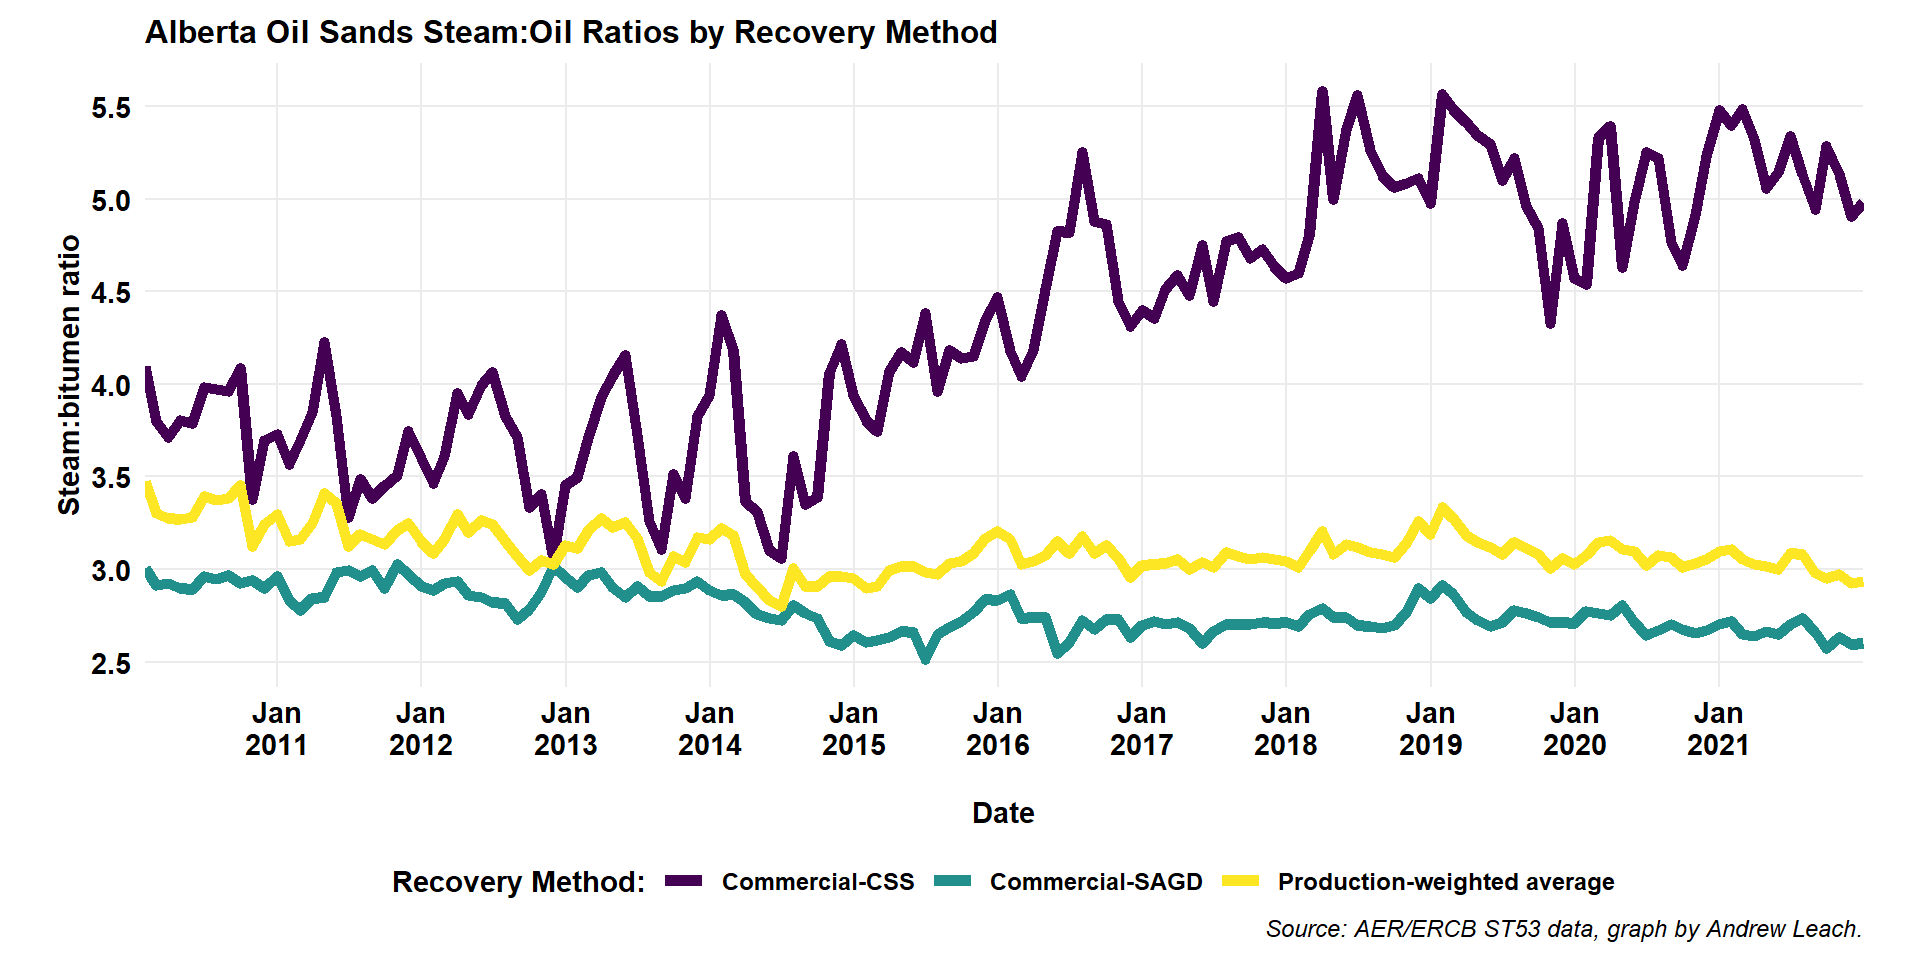 Alberta Oil Sands Steam:Oil Ratios by Recovery Method
Steam:bitumen ratio
5.5
5.0
4.5
4.0
3.5
3.0
2.5
Jan 2011
Jan 2012
Jan 2013
Jan 2014
Jan 2015
Jan 2016
Jan 2017
Jan 2018
Jan 2019
Jan 2020
Jan 2021
Date
Recovery Method: Commercial-CSS Commercial-SAGD Production-weighted average
Source: AER/ERCB ST53 data, graph by Andrew Leach.